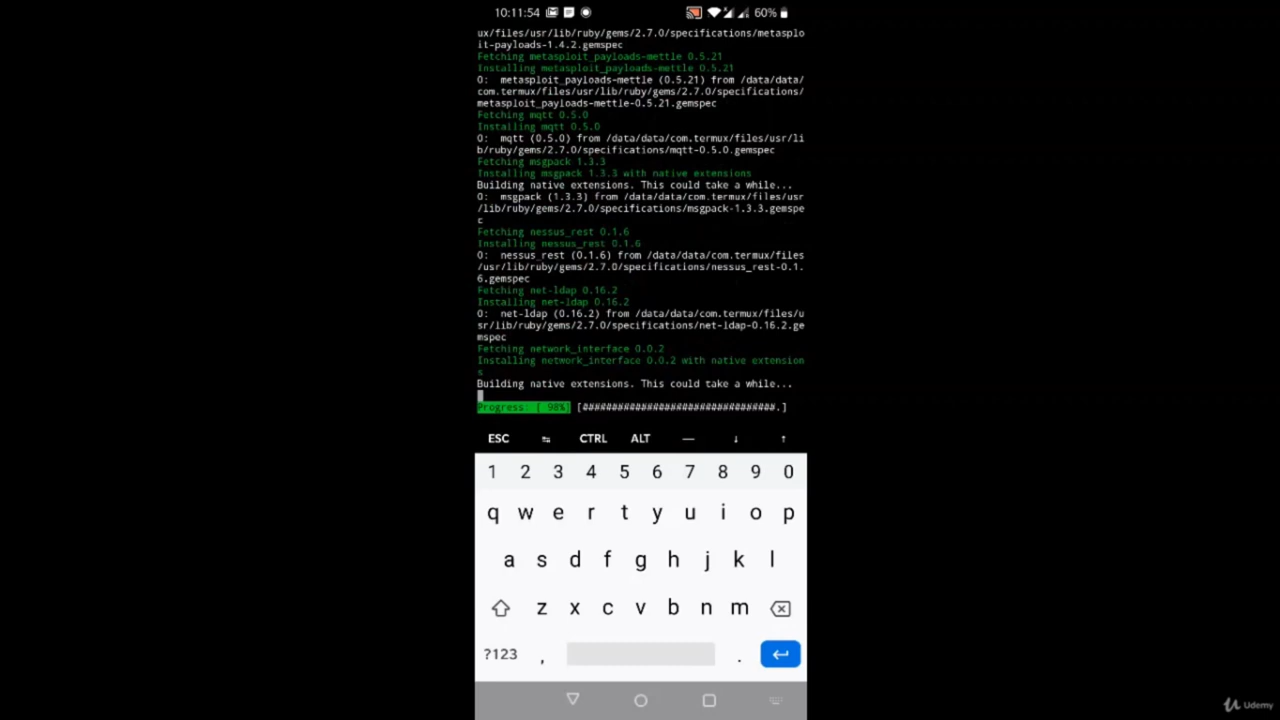 10:11:54
60%
ux/files/usr/lib/ruby/gems/2.7.0/specifications/metasplo
it-payloads-1.4.2.gemspec
Fetching metasploit_payloads-mettle 0.5.21
Installing metasploit_payloads-mettle 0.5.21
0:  metasploit_payloads-mettle (0.5.21) from /data/data/
com.termux/files/usr/lib/ruby/gems/2.7.0/specifications/
metasploit_payloads-mettle-0.5.21.gemspec
Fetching mqtt 0.5.0
Installing mqtt 0.5.0
0:  mqtt (0.5.0) from /data/data/com.termux/files/usr/li
b/ruby/gems/2.7.0/specifications/mqtt-0.5.0.gemspec
Fetching msgpack 1.3.3
Installing msgpack 1.3.3 with native extensions
Building native extensions. This could take a while...
0:  msgpack (1.3.3) from /data/data/com.termux/files/usr
/lib/ruby/gems/2.7.0/specifications/msgpack-1.3.3.gemspe
c
Fetching nessus_rest 0.1.6
Installing nessus_rest 0.1.6
0:  nessus_rest (0.1.6) from /data/data/com.termux/files
/usr/lib/ruby/gems/2.7.0/specifications/nessus_rest-0.1.
6.gemspec
Fetching net-ldap 0.16.2
Installing net-ldap 0.16.2
0:  net-ldap (0.16.2) from /data/data/com.termux/files/u
sr/lib/ruby/gems/2.7.0/specifications/net-ldap-0.16.2.ge
mspec
Fetching network_interface 0.0.2
Installing network_interface 0.0.2 with native extension
s
Building native extensions. This could take a while...
Progress: [ 98%] [#################################.]
ESC ⇆ CTRL ALT — ↓ ↑
1 2 3 4 5 6 7 8 9 0
q w e r t y u i o p
a s d f g h j k l
z x c v b n m
?123 , .
Udemy